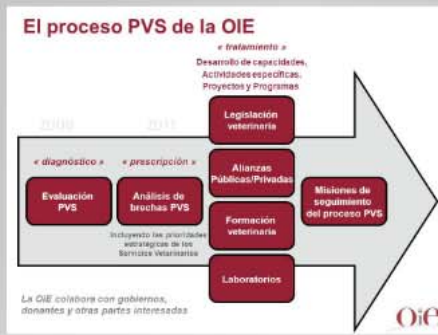 El proceso PVS de la OIE
« tratamiento »
Desarrollo de capacidades,
Actividades específicas,
Proyectos y Programas
2011
« diagnóstico »
« prescripción »
Evaluación
PVS
Análisis de
brechas PVS
Incluyendo las prioridades
estratégicas de los
Servicios Veterinarios
Legislación
veterinaria
Alianzas
Públicas/Privadas
Formación
veterinaria
Laboratorios
Misiones de
seguimiento
del proceso PVS
La OIE colabora con gobiernos,
donantes y otras partes interesadas
OiE